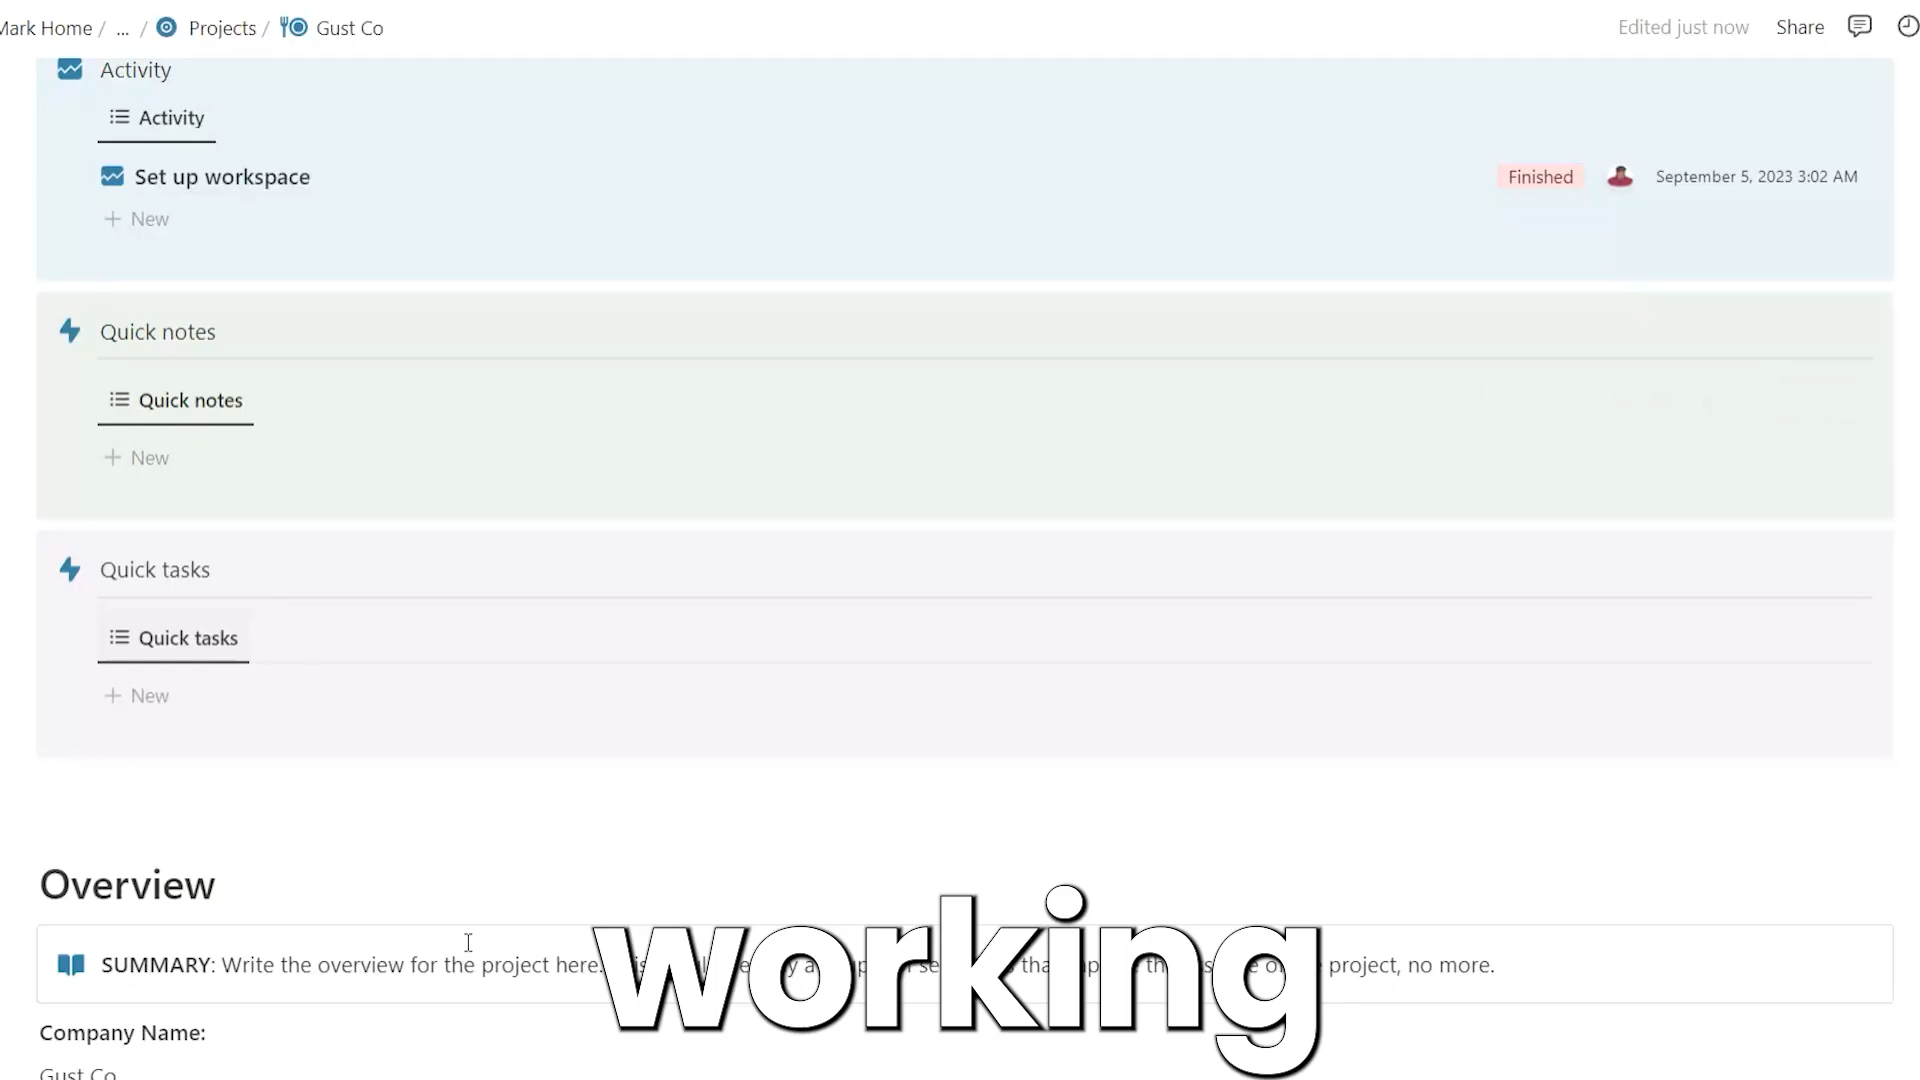 Mark Home / ... / Projects / Gust Co
Edited just now Share
Activity
Activity
Set up workspace
Finished September 5, 2023 3:02 AM
+ New
Quick notes
Quick notes
+ New
Quick tasks
Quick tasks
+ New
Overview
SUMMARY: Write the overview for the project here. project, no more.
working
Company Name:
Gust Co